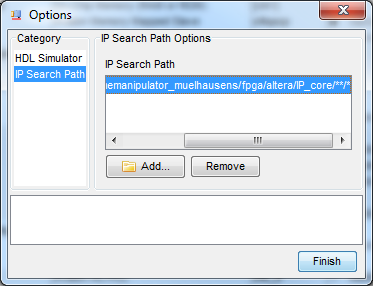 Options
Category
HDL Simulator
IP Search Path
IP Search Path Options
IP Search Path
uemanipulator_muelhausens/fpga/altera/IP_core/**/*
Add...
Remove
Finish